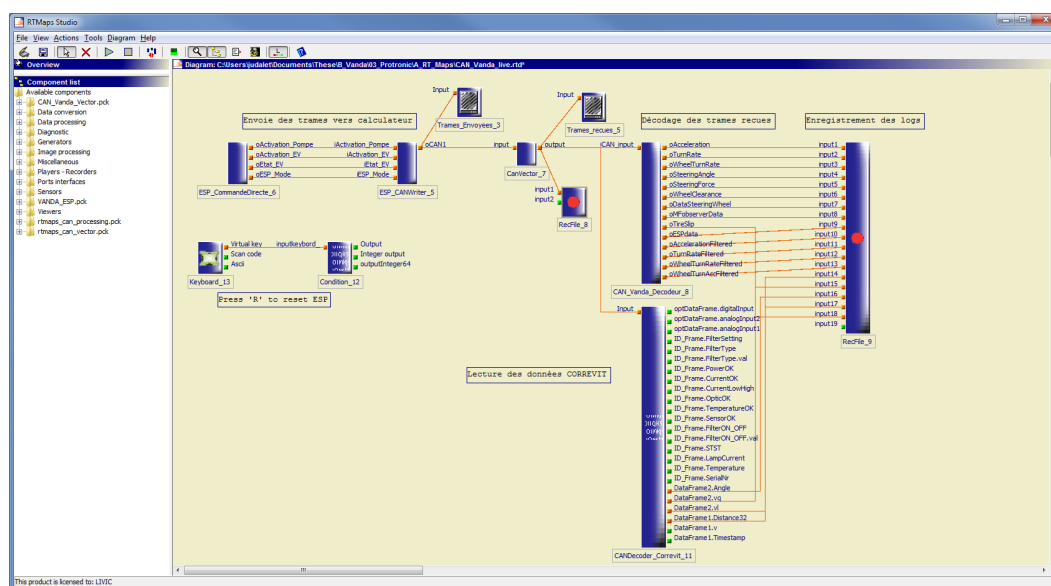 RTMaps Studio
File View Actions Tools Diagram Help
Overview
Diagram: C:\Users\judalet\Documents\These\B_Vanda\03_Protronic\A_RT_Maps\CAN_Vanda_live.rtd*
Component list
Available components
CAN_Vanda_Vector.pck
Data conversion
Data processing
Diagnostic
Generators
Image processing
Miscellaneous
Players - Recorders
Ports interfaces
Sensors
VANDA_ESP.pck
Viewers
rtmaps_can_processing.pck
rtmaps_can_vector.pck
Input
Trames_Envoyees_3
Input
Trames_recues_5
Envoie des trames vers calculateur
Décodage des trames recues
Enregistrement des logs
oActivation_Pompe
oActivation_EV
oEtat_EV
oESP_Mode
ESP_CommandeDirecte_6
iActivation_Pompe
iActivation_EV
iEtat_EV
iESP_Mode
oCAN1
ESP_CANWriter_5
input
output
CanVector_7
input1
input2
RecFile_8
iCAN_input
oAcceleration
oTurnRate
oWheelTurnRate
oSteeringAngle
oSteeringForce
oWheelClearance
oDataSteeringWheel
oMFobserverData
oTireSlip
oESPdata
oAccelerationFiltered
oTurnRateFiltered
oWheelTurnRateFiltered
oWheelTurnAccFiltered
CAN_Vanda_Decodeur_8
input1
input2
input3
input4
input5
input6
input7
input8
input9
input10
input11
input12
input13
input14
input15
input16
input17
input18
input19
RecFile_9
Virtual key
Scan code
Ascii
Keyboard_13
inputkeybord_
Output
Integer output
outputInteger64
Condition_12
Press 'R' to reset ESP
Lecture des données CORREVIT
Input
optDataFrame.digitalInput
optDataFrame.analogInput2
optDataFrame.analogInput1
ID_Frame.FilterSetting
ID_Frame.FilterType
ID_Frame.FilterType.val
ID_Frame.PowerOK
ID_Frame.CurrentOK
ID_Frame.CurrentLowHigh
ID_Frame.OpticOK
ID_Frame.TemperatureOK
ID_Frame.SensorOK
ID_Frame.FilterON_OFF
ID_Frame.FilterON_OFF.val
ID_Frame.STST
ID_Frame.LampCurrent
ID_Frame.Temperature
ID_Frame.SerialNr
DataFrame2.Angle
DataFrame2.vq
DataFrame2.vl
DataFrame1.Distance32
DataFrame1.v
DataFrame1.Timestamp
CANDecoder_Correvit_11
This product is licensed to: LIVIC